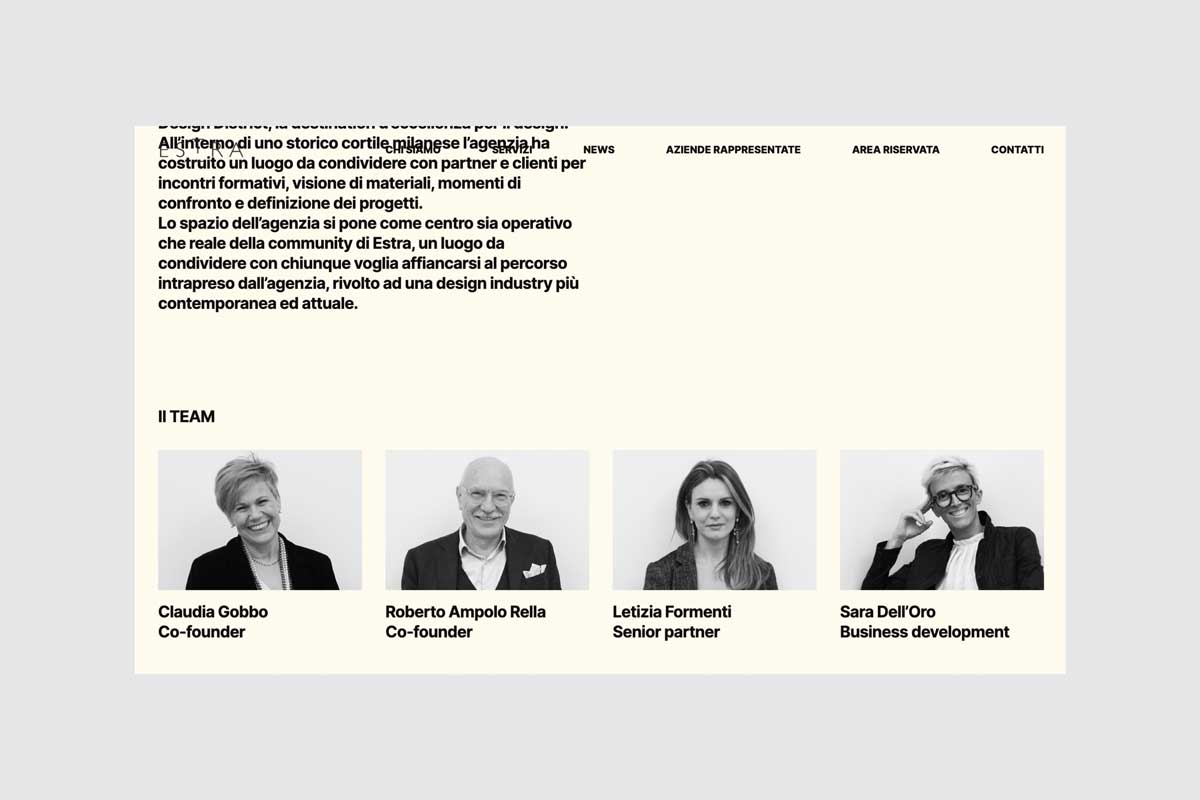 Design District, la destination d'eccellenza per il design.
All'interno di uno storico cortile milanese l'agenzia ha
ESTRA
CHI SIAMO
SERVIZI
NEWS
AZIENDE RAPPRESENTATE
AREA RISERVATA
CONTATTI
costruito un luogo da condividere con partner e clienti per
incontri formativi, visione di materiali, momenti di
confronto e definizione dei progetti.
Lo spazio dell'agenzia si pone come centro sia operativo
che reale della community di Estra, un luogo da
condividere con chiunque voglia affiancarsi al percorso
intrapreso dall'agenzia, rivolto ad una design industry più
contemporanea ed attuale.
Il TEAM
Claudia Gobbo
Co-founder
Roberto Ampolo Rella
Co-founder
Letizia Formenti
Senior partner
Sara Dell'Oro
Business development